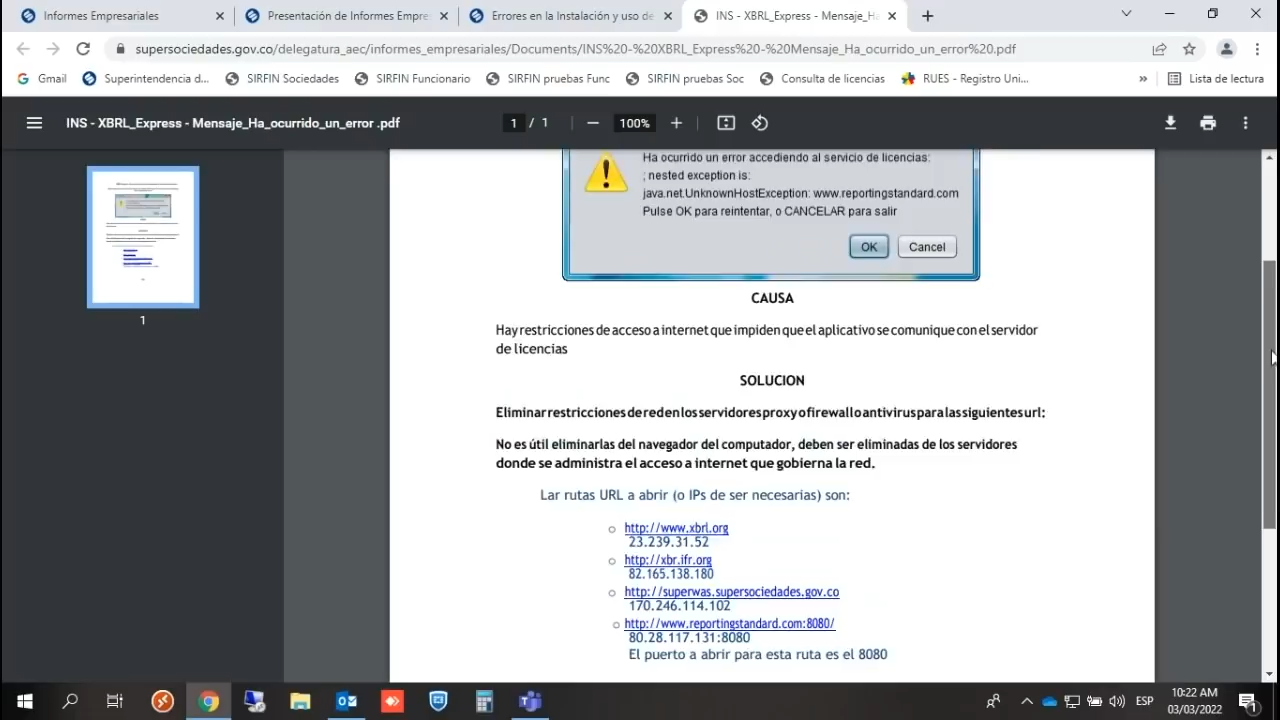 Informes Empresariales
Presentación de Informes Empre
Errores en la Instalación y uso de
INS - XBRL_Express - Mensaje_Ha_
supersociedades.gov.co/delegatura_aec/informes_empresariales/Documents/INS%20-%20XBRL_Express%20-%20Mensaje_Ha_ocurrido_un_error%20.pdf
Gmail
Superintendencia d...
SIRFIN Sociedades
SIRFIN Funcionario
SIRFIN pruebas Func
SIRFIN pruebas Soc
Consulta de licencias
RUES - Registro Uni...
»
Lista de lectura
INS - XBRL_Express - Mensaje_Ha_ocurrido_un_error .pdf
1 / 1
100%
1
Ha ocurrido un error accediendo al servicio de licencias:
; nested exception is:
java.net.UnknownHostException: www.reportingstandard.com
Pulse OK para reintentar, o CANCELAR para salir
OK
Cancel
CAUSA
Hay restricciones de acceso a internet que impiden que el aplicativo se comunique con el servidor
de licencias
SOLUCION
Eliminar restricciones de red en los servidores proxy o firewall o antivirus para las siguientes url:
No es útil eliminarlas del navegador del computador, deben ser eliminadas de los servidores
donde se administra el acceso a internet que gobierna la red.
Lar rutas URL a abrir (o IPs de ser necesarias) son:
http://www.xbrl.org
23.239.31.52
http://xbr.ifr.org
82.165.138.180
http://superwas.supersociedades.gov.co
170.246.114.102
http://www.reportingstandard.com:8080/
80.28.117.131:8080
El puerto a abrir para esta ruta es el 8080
ESP
10:22 AM
03/03/2022
1